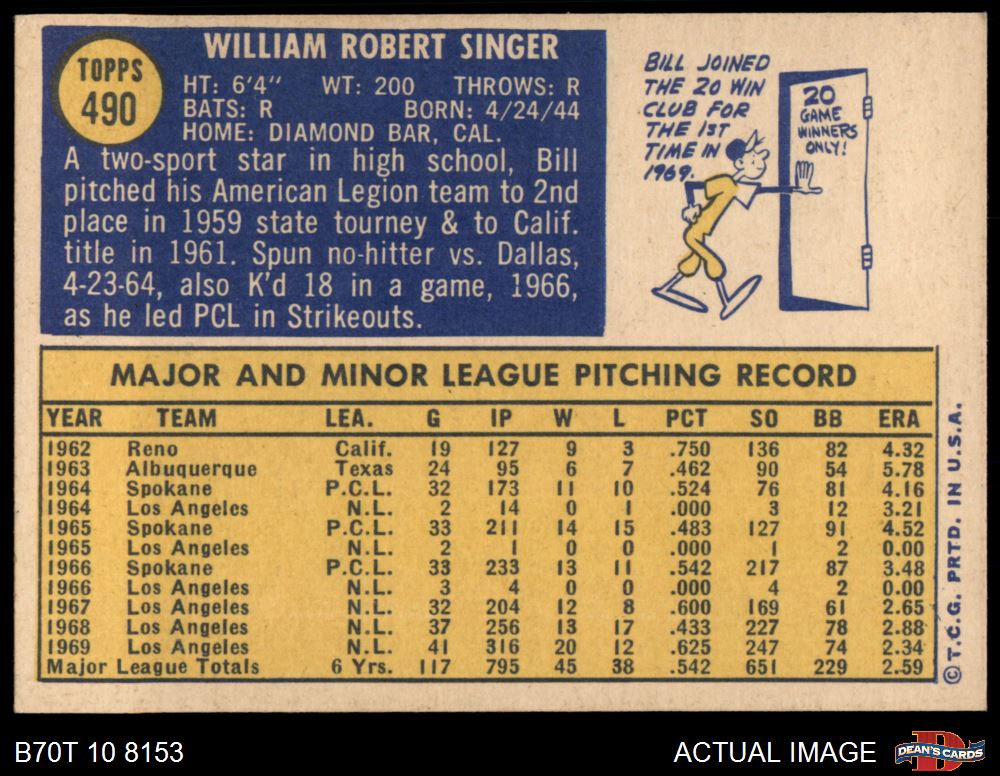 TOPPS
490
WILLIAM ROBERT SINGER
HT: 6'4" WT: 200 THROWS: R
BATS: R BORN: 4/24/44
HOME: DIAMOND BAR, CAL.
A two-sport star in high school, Bill
pitched his American Legion team to 2nd
place in 1959 state tourney & to Calif.
title in 1961. Spun no-hitter vs. Dallas,
4-23-64, also K'd 18 in a game, 1966,
as he led PCL in Strikeouts.
BILL JOINED
THE 20 WIN
CLUB FOR
THE 1ST
TIME IN
1969.
20
GAME
WINNERS
ONLY!
MAJOR AND MINOR LEAGUE PITCHING RECORD
YEAR TEAM LEA. G IP W L PCT SO BB ERA
1962 Reno Calif. 19 127 9 3 .750 136 82 4.32
1963 Albuquerque Texas 24 95 6 7 .462 90 54 5.78
1964 Spokane P.C.L. 32 173 11 10 .524 76 81 4.16
1964 Los Angeles N.L. 2 14 0 1 .000 3 12 3.21
1965 Spokane P.C.L. 33 211 14 15 .483 127 91 4.52
1965 Los Angeles N.L. 2 1 0 0 .000 1 2 0.00
1966 Spokane P.C.L. 33 233 13 11 .542 217 87 3.48
1966 Los Angeles N.L. 3 4 0 0 .000 4 2 0.00
1967 Los Angeles N.L. 32 204 12 8 .600 169 61 2.65
1968 Los Angeles N.L. 37 256 13 17 .433 227 78 2.88
1969 Los Angeles N.L. 41 316 20 12 .625 247 74 2.34
Major League Totals 6 Yrs. 117 795 45 38 .542 651 229 2.59
© T.C.G. PRTD. IN U.S.A.
B70T 10 8153
ACTUAL IMAGE
DEAN'S CARDS